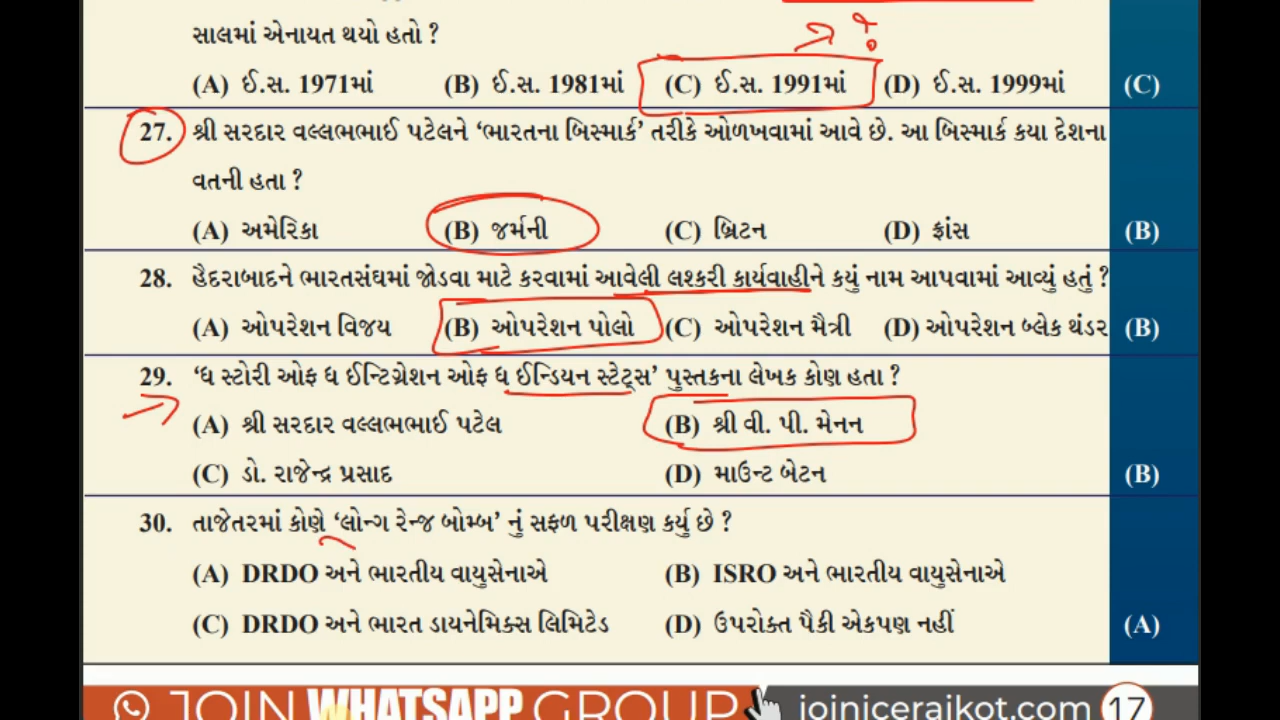 સાલમાં એનાયત થયો હતો ?
(A) ઈ.સ. 1971માં (B) ઈ.સ. 1981માં (C) ઈ.સ. 1991માં (D) ઈ.સ. 1999માં (C)
27. શ્રી સરદાર વલ્લભભાઈ પટેલને ‘ભારતના બિસ્માર્ક’ તરીકે ઓળખવામાં આવે છે. આ બિસ્માર્ક કયા દેશના
વતની હતા ?
(A) અમેરિકા (B) જર્મની (C) બ્રિટન (D) ફ્રાંસ (B)
28. હૈદરાબાદને ભારતસંઘમાં જોડવા માટે કરવામાં આવેલી લશ્કરી કાર્યવાહીને કયું નામ આપવામાં આવ્યું હતું ?
(A) ઓપરેશન વિજય (B) ઓપરેશન પોલો (C) ઓપરેશન મૈત્રી (D) ઓપરેશન બ્લેક થંડર (B)
29. ‘ધ સ્ટોરી ઓફ ધ ઈન્ટિગ્રેશન ઓફ ધ ઈન્ડિયન સ્ટેટ્સ’ પુસ્તકના લેખક કોણ હતા ?
(A) શ્રી સરદાર વલ્લભભાઈ પટેલ (B) શ્રી વી. પી. મેનન
(C) ડો. રાજેન્દ્ર પ્રસાદ (D) માઉન્ટ બેટન (B)
30. તાજેતરમાં કોણે ‘લોન્ગ રેન્જ બોમ્બ’ નું સફળ પરીક્ષણ કર્યુ છે ?
(A) DRDO અને ભારતીય વાયુસેનાએ (B) ISRO અને ભારતીય વાયુસેનાએ
(C) DRDO અને ભારત ડાયનેમિક્સ લિમિટેડ (D) ઉપરોક્ત પૈકી એકપણ નહીં (A)
JOIN WHATSAPP GROUP joiniceraikot.com 17